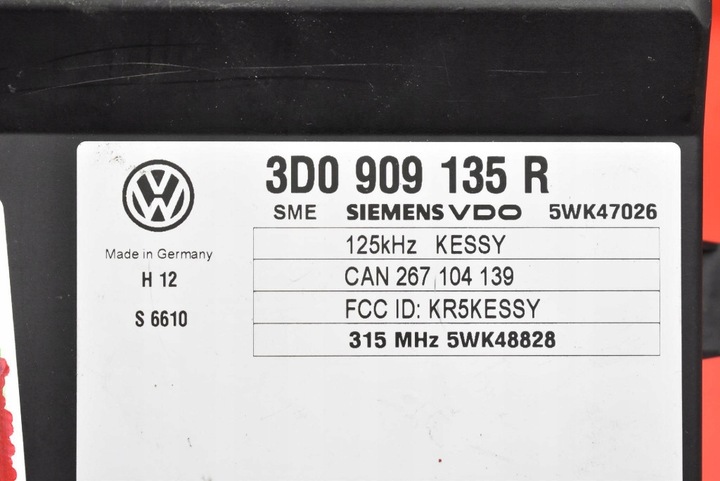 3D0 909 135 R
SME SIEMENS VDO 5WK47026
Made in Germany
H 12
S 6610
125kHz KESSY
CAN 267 104 139
FCC ID: KR5KESSY
315 MHz 5WK48828